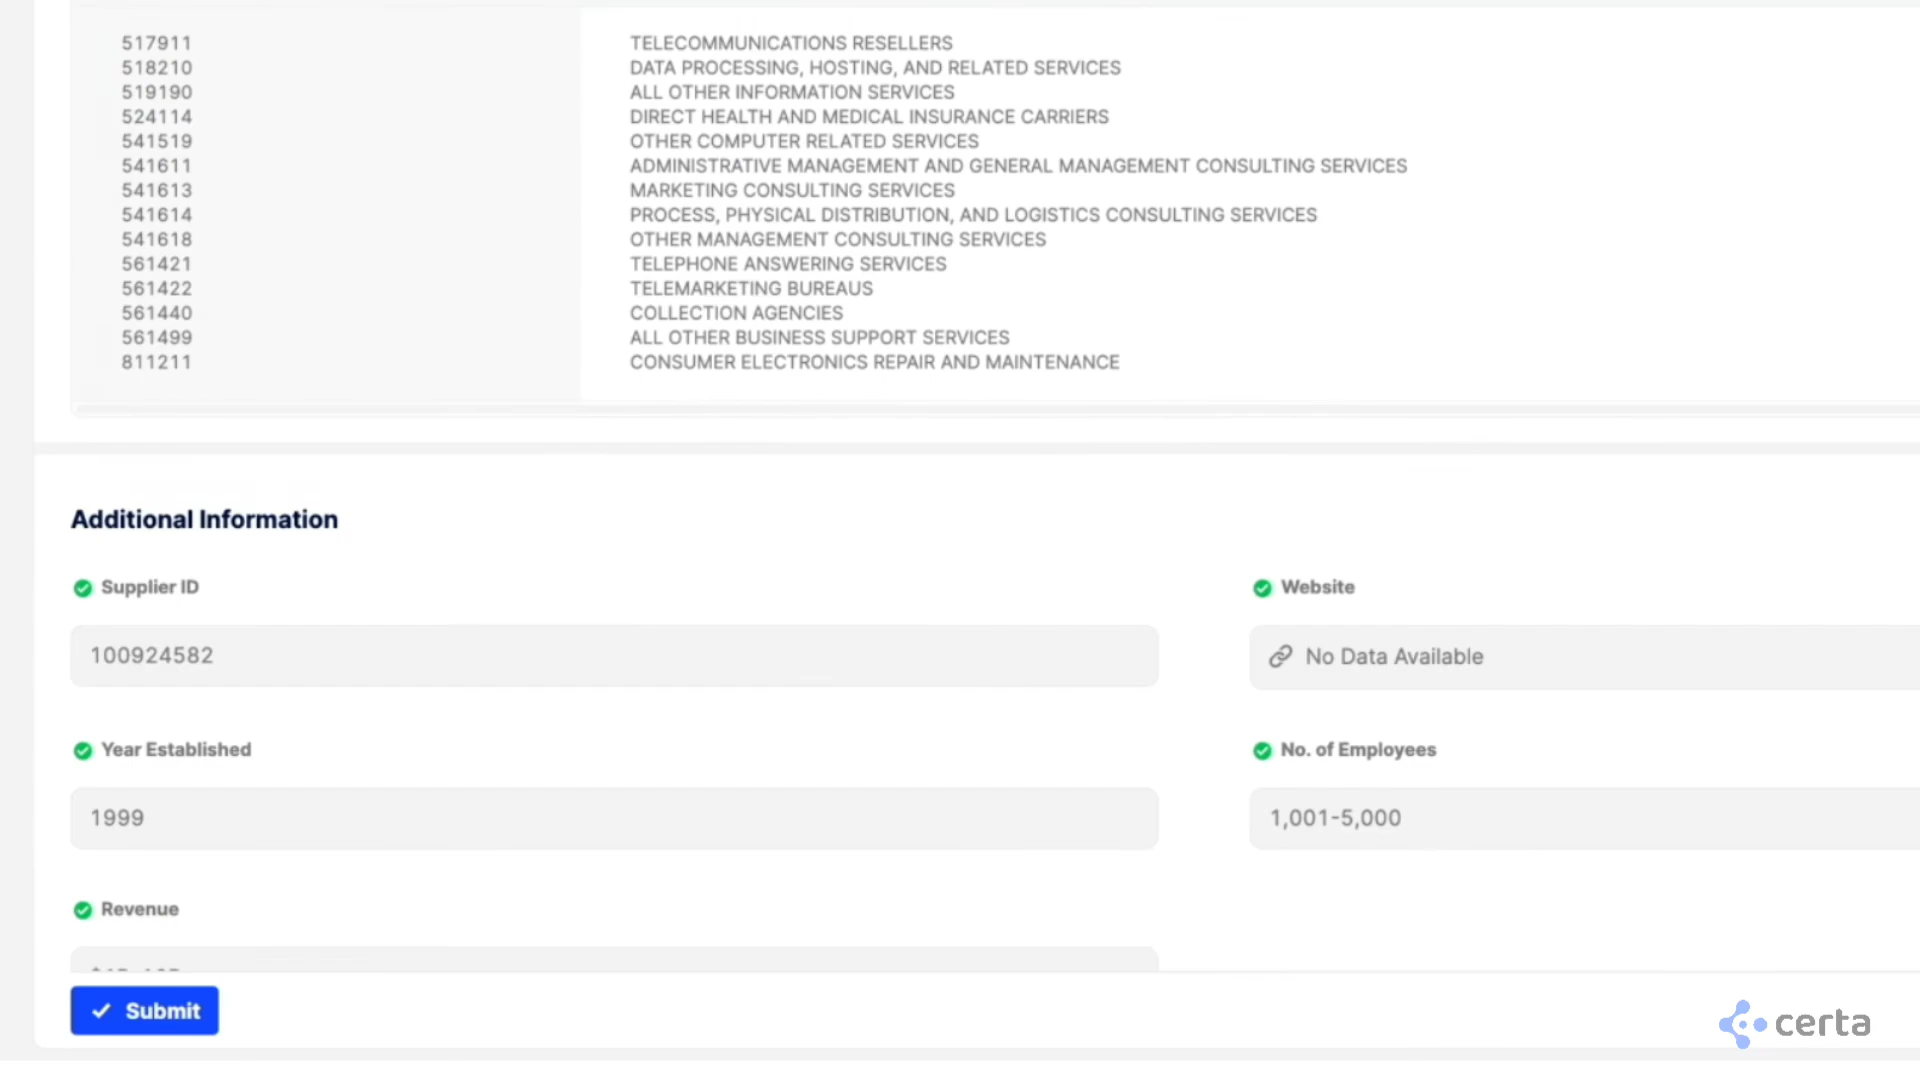 517911 TELECOMMUNICATIONS RESELLERS
518210 DATA PROCESSING, HOSTING, AND RELATED SERVICES
519190 ALL OTHER INFORMATION SERVICES
524114 DIRECT HEALTH AND MEDICAL INSURANCE CARRIERS
541519 OTHER COMPUTER RELATED SERVICES
541611 ADMINISTRATIVE MANAGEMENT AND GENERAL MANAGEMENT CONSULTING SERVICES
541613 MARKETING CONSULTING SERVICES
541614 PROCESS, PHYSICAL DISTRIBUTION, AND LOGISTICS CONSULTING SERVICES
541618 OTHER MANAGEMENT CONSULTING SERVICES
561421 TELEPHONE ANSWERING SERVICES
561422 TELEMARKETING BUREAUS
561440 COLLECTION AGENCIES
561499 ALL OTHER BUSINESS SUPPORT SERVICES
811211 CONSUMER ELECTRONICS REPAIR AND MAINTENANCE
Additional Information
Supplier ID
100924582
Website
No Data Available
Year Established
1999
No. of Employees
1,001-5,000
Revenue
Submit
certa